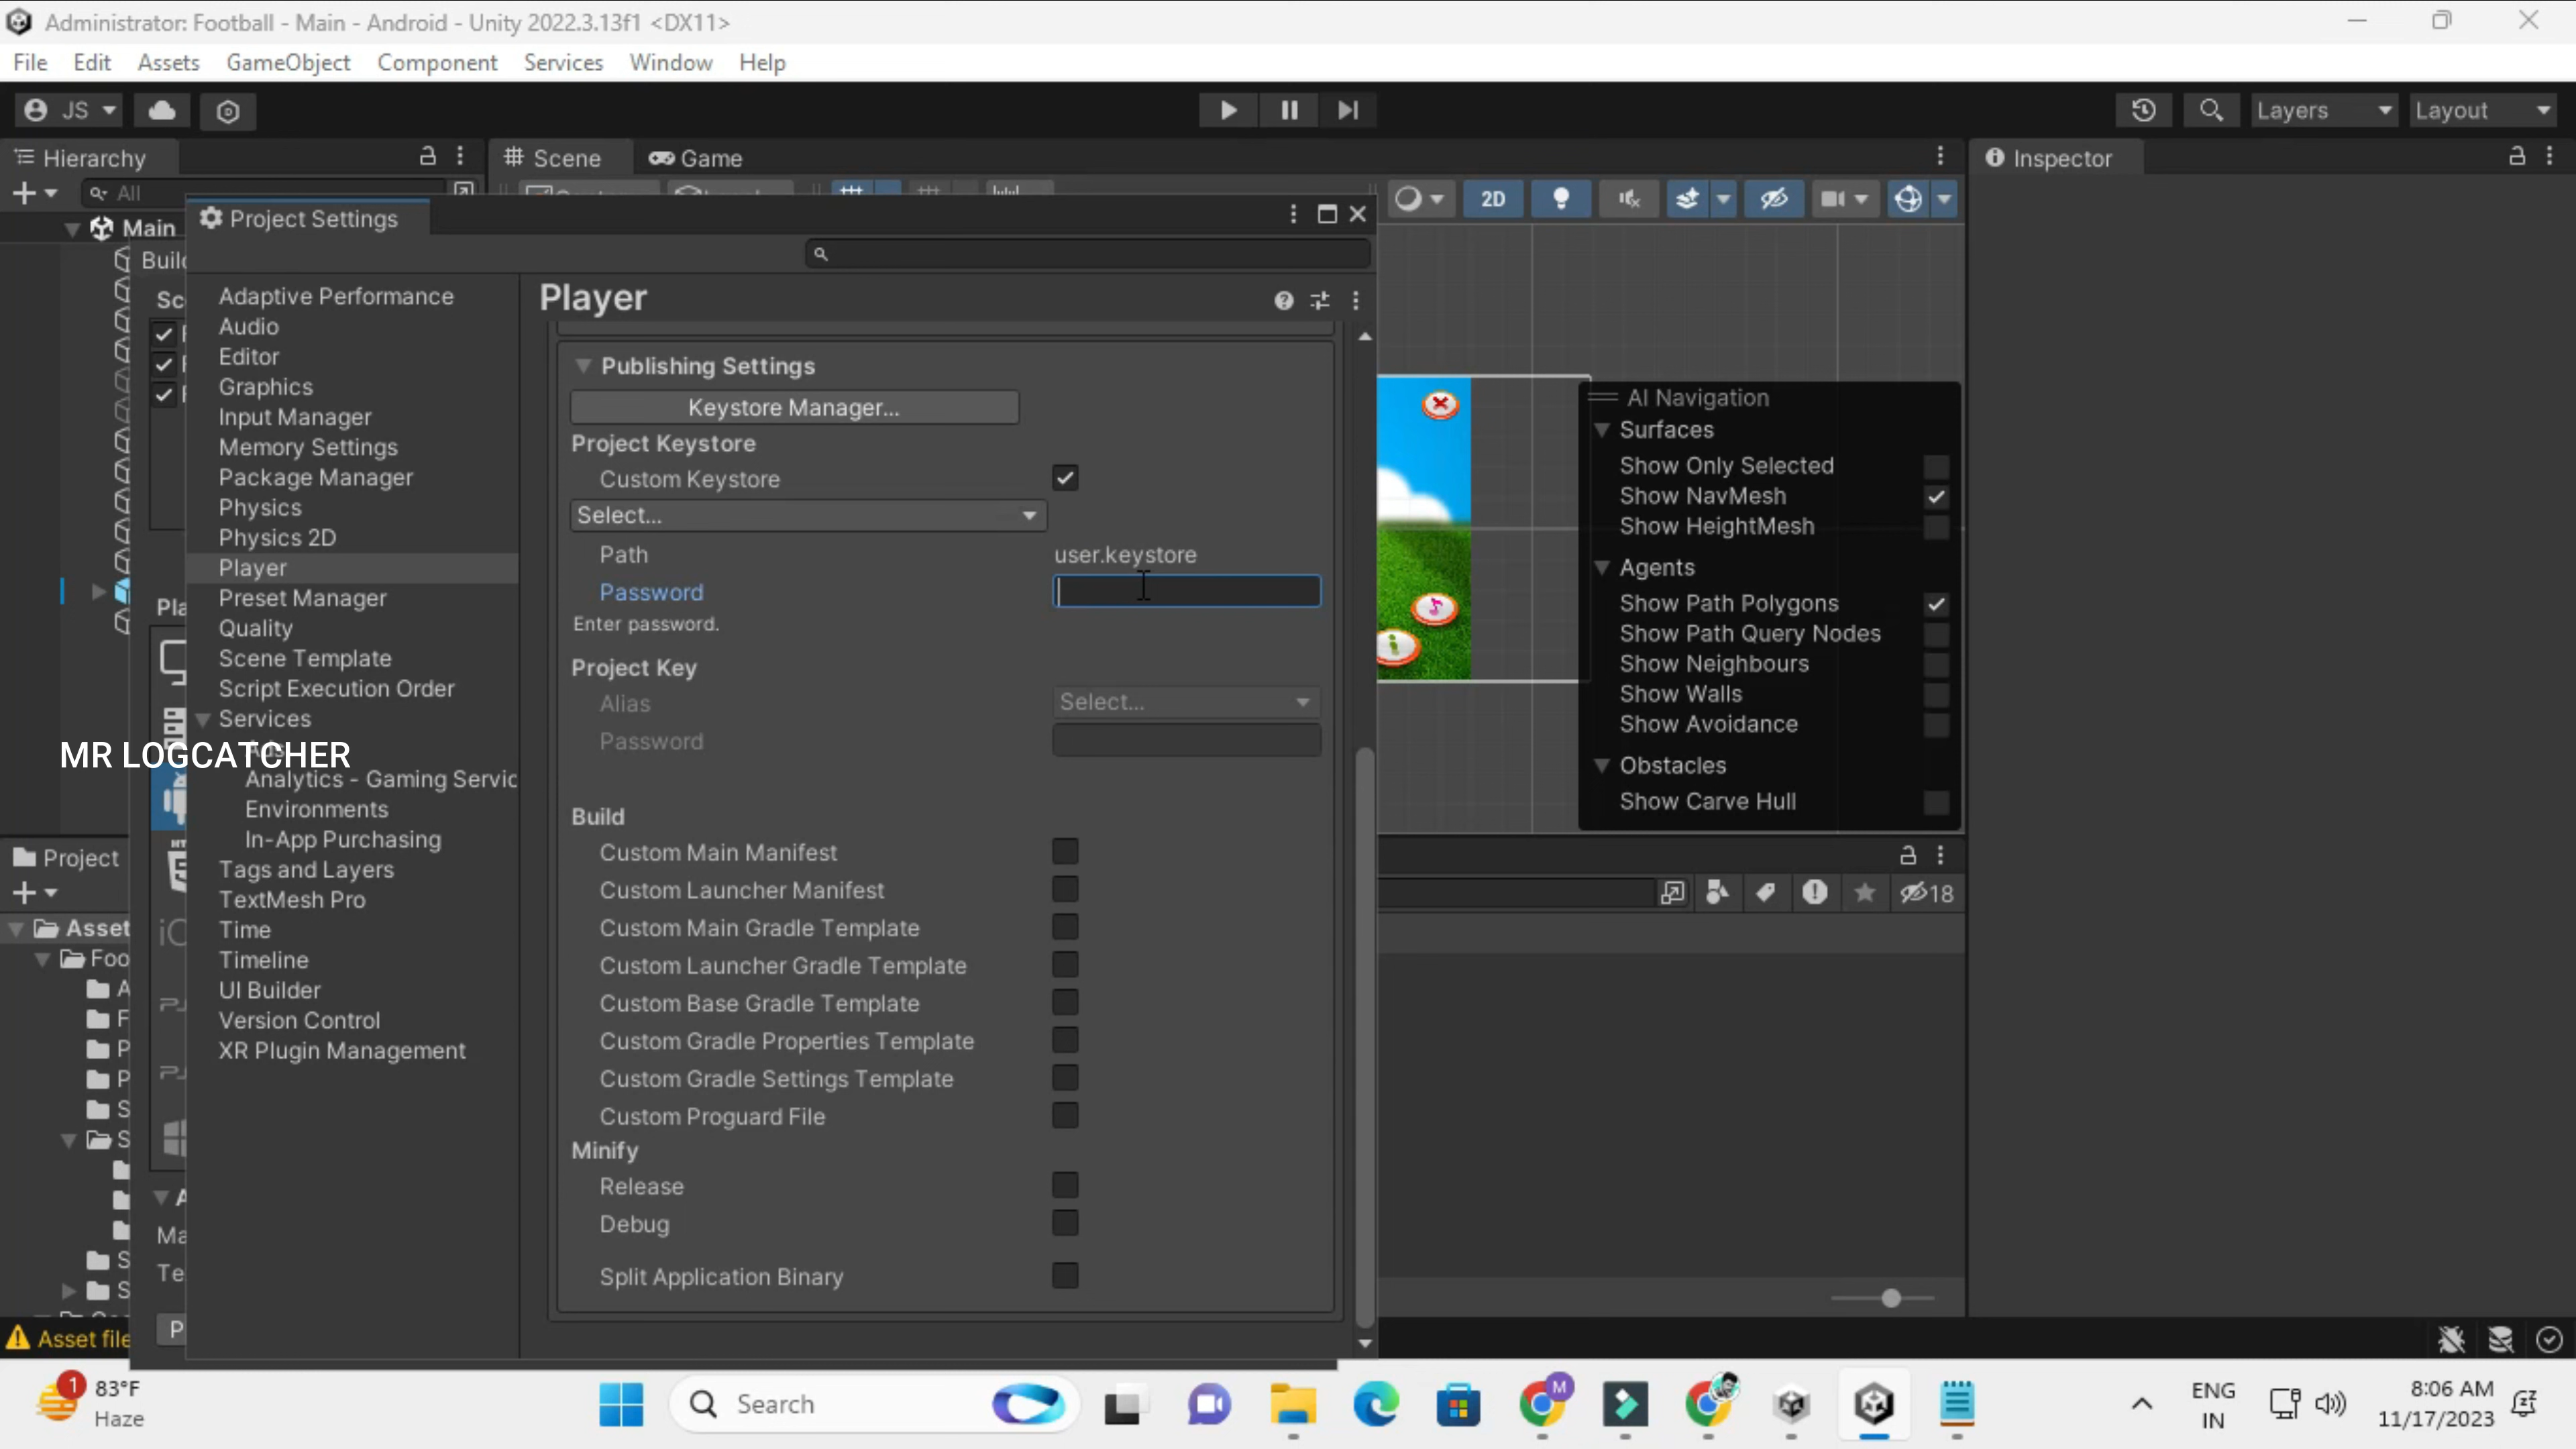 Administrator: Football - Main - Android - Unity 2022.3.13f1 <DX11>
File Edit Assets GameObject Component Services Window Help
JS
Layers
Layout
Hierarchy
Scene
Game
Inspector
All
Main
2D
Project Settings
Adaptive Performance
Audio
Editor
Graphics
Input Manager
Memory Settings
Package Manager
Physics
Physics 2D
Player
Preset Manager
Quality
Scene Template
Script Execution Order
Services
MR LOGCATCHER
Analytics - Gaming Servic
Environments
In-App Purchasing
Tags and Layers
TextMesh Pro
Time
Timeline
UI Builder
Version Control
XR Plugin Management
Player
Publishing Settings
Keystore Manager...
Project Keystore
Custom Keystore
Select...
Path user.keystore
Password
Enter password.
Project Key
Alias Select...
Password
Build
Custom Main Manifest
Custom Launcher Manifest
Custom Main Gradle Template
Custom Launcher Gradle Template
Custom Base Gradle Template
Custom Gradle Properties Template
Custom Gradle Settings Template
Custom Proguard File
Minify
Release
Debug
Split Application Binary
AI Navigation
Surfaces
Show Only Selected
Show NavMesh
Show HeightMesh
Agents
Show Path Polygons
Show Path Query Nodes
Show Neighbours
Show Walls
Show Avoidance
Obstacles
Show Carve Hull
18
Project
Asset
Foo
Asset file
1
83°F
Haze
Search
M
ENG
IN
8:06 AM
11/17/2023